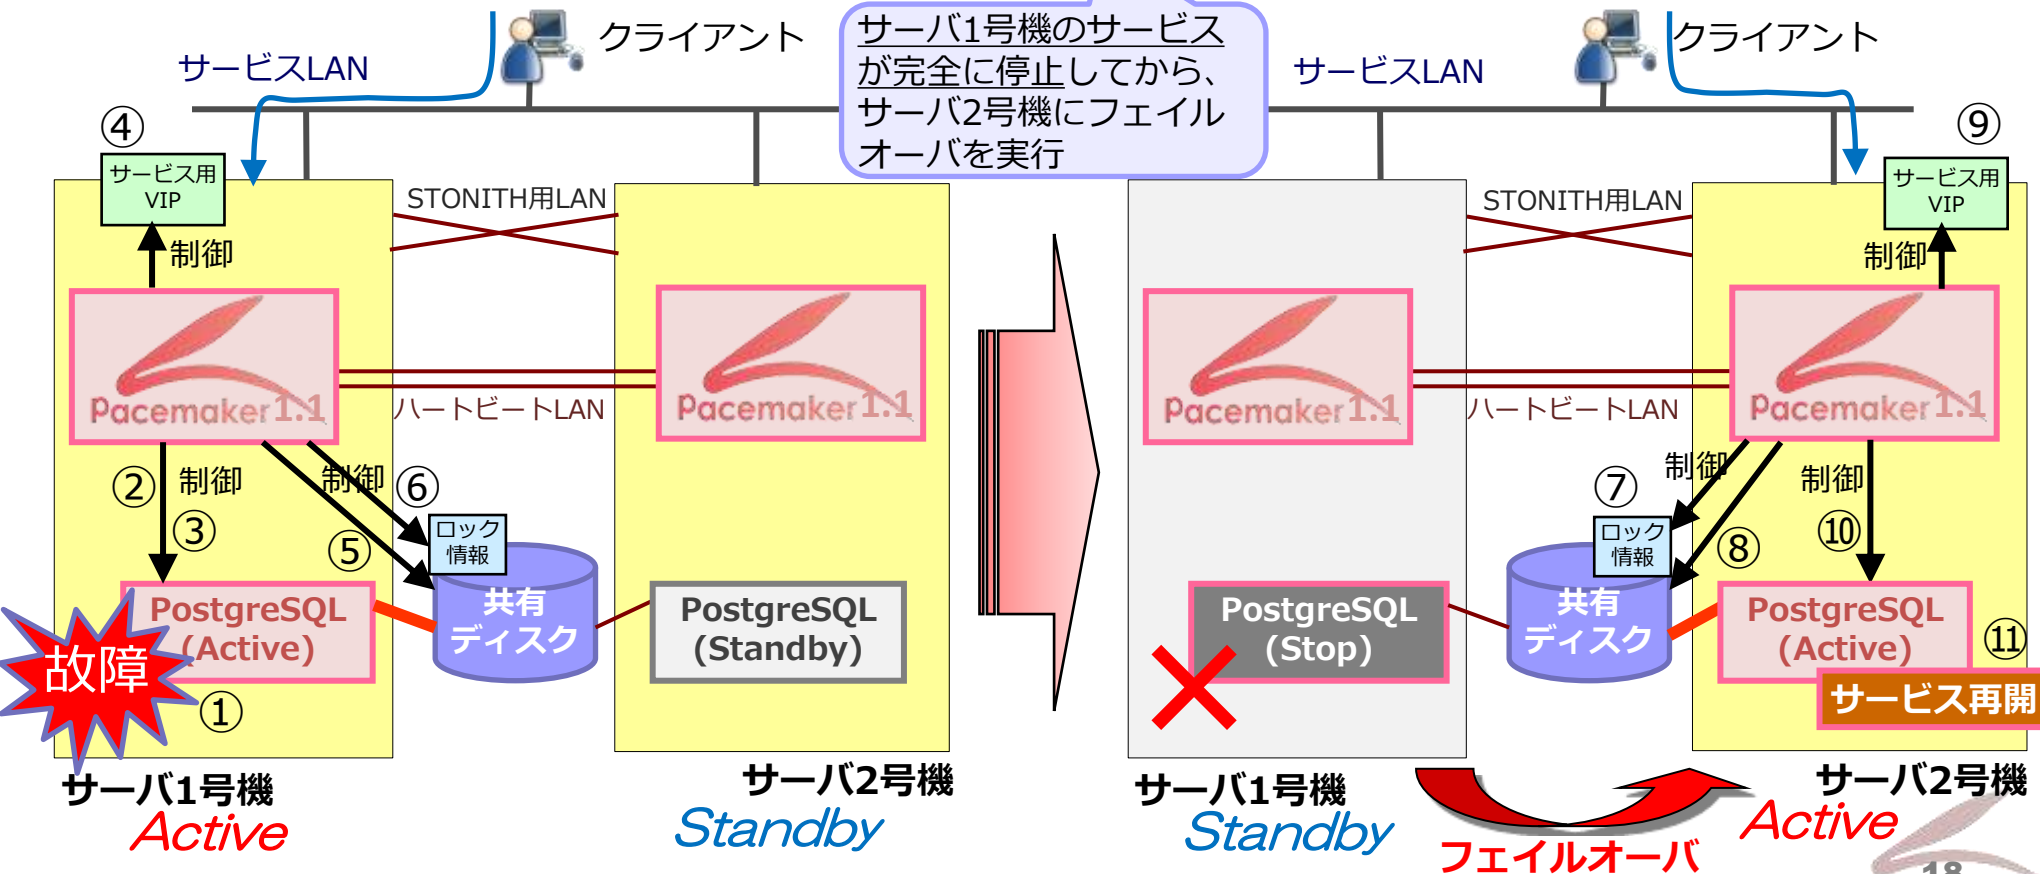 サービスLAN
クライアント
サーバ1号機のサービス
が完全に停止してから、
サーバ2号機にフェイル
オーバを実行
サービスLAN
クライアント
④
サービス用
VIP
制御
STONITH用LAN
Pacemaker 1.1
ハートビートLAN
Pacemaker 1.1
②
制御
③
制御
⑥
⑤
ロック
情報
共有
ディスク
PostgreSQL
(Active)
故障
①
PostgreSQL
(Standby)
サーバ1号機
Active
サーバ2号機
Standby
STONITH用LAN
⑨
サービス用
VIP
制御
Pacemaker 1.1
ハートビートLAN
Pacemaker 1.1
⑦
制御
制御
⑧
⑩
ロック
情報
共有
ディスク
PostgreSQL
(Stop)
PostgreSQL
(Active)
⑪
サービス再開
サーバ1号機
Standby
フェイルオーバ
サーバ2号機
Active
18